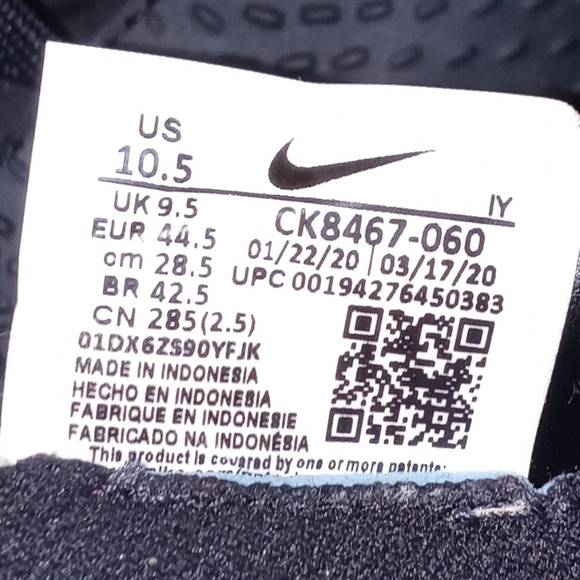 US
10.5
IY
UK 9.5
CK8467-060
EUR 44.5
01/22/20 | 03/17/20
cm 28.5
UPC 00194276450383
BR 42.5
CN 285(2.5)
01DX6ZS90YFJK
MADE IN INDONESIA
HECHO EN INDONESIA
FABRIQUE EN INDONESIE
FABRICADO NA INDONÉSIA
This product is covered by one or more patents: